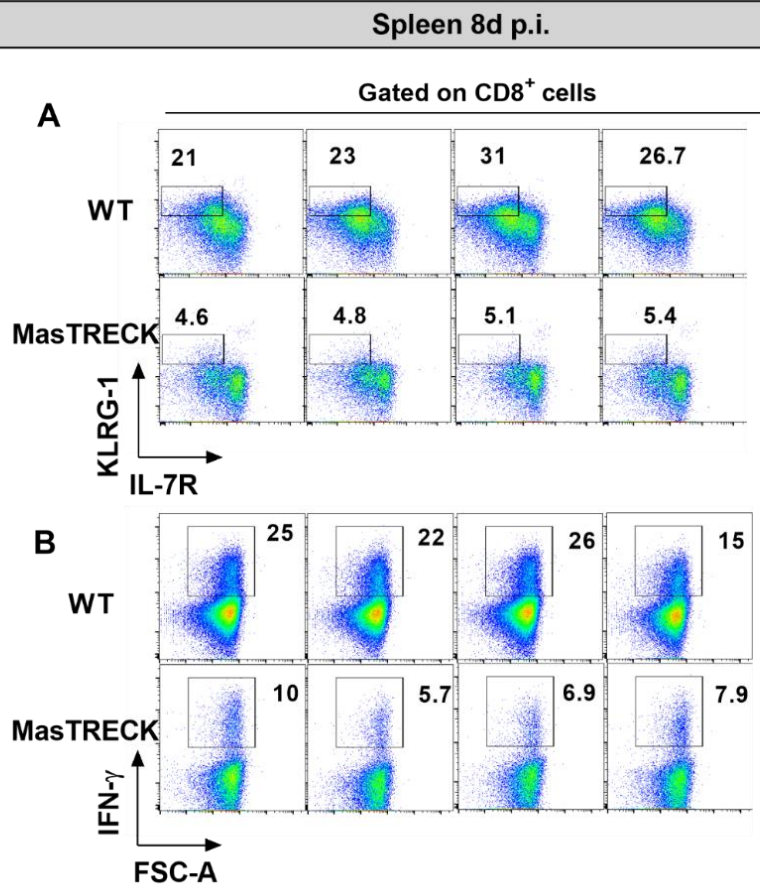 Spleen 8d p.i.
A
Gated on CD8+ cells
21 23 31 26.7
WT
4.6 4.8 5.1 5.4
MasTRECK
KLRG-1
IL-7R
B
25 22 26 15
WT
10 5.7 6.9 7.9
MasTRECK
IFN-γ
FSC-A